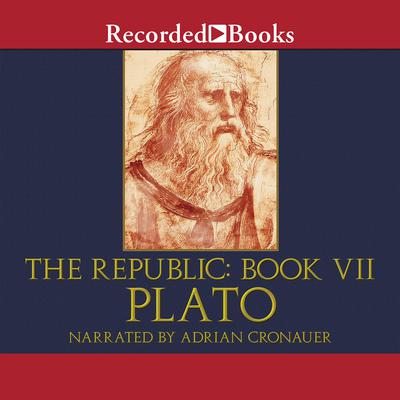 Recorded Books
THE REPUBLIC: BOOK VII
PLATO
NARRATED BY ADRIAN CRONAUER